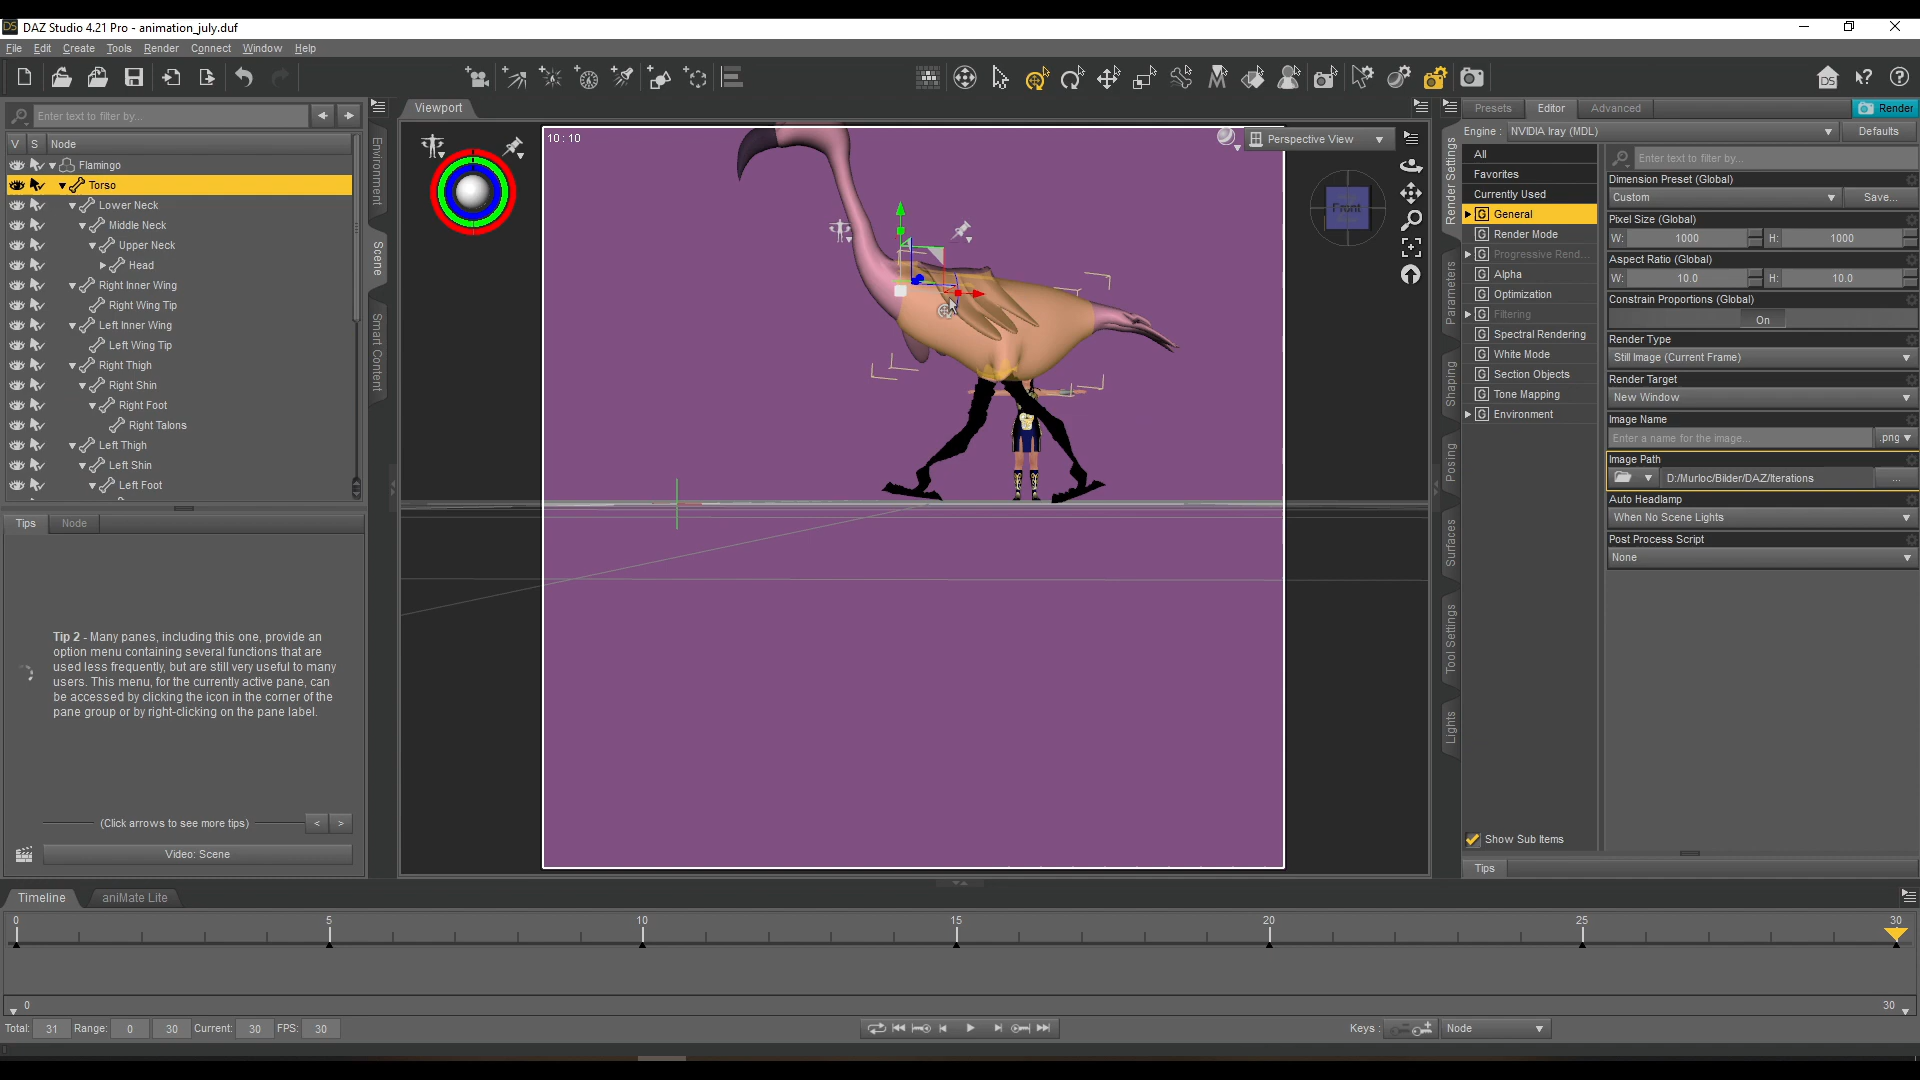 DAZ Studio 4.21 Pro - animation_july.duf
File Edit Create Tools Render Connect Window Help
Enter text to filter by...
V S Node
Flamingo
Torso
Lower Neck
Middle Neck
Upper Neck
Head
Right Inner Wing
Right Wing Tip
Left Inner Wing
Left Wing Tip
Right Thigh
Right Shin
Right Foot
Right Talons
Left Thigh
Left Shin
Left Foot
Environment
Scene
Smart Content
Tips Node
Tip 2 - Many panes, including this one, provide an
option menu containing several functions that are
used less frequently, but are still very useful to many
users. This menu, for the currently active pane, can
be accessed by clicking the icon in the corner of the
pane group or by right-clicking on the pane label.
(Click arrows to see more tips) < >
Video: Scene
Viewport
10 : 10
Perspective View
Front
Render Settings
Parameters
Shaping
Posing
Surfaces
Tool Settings
Lights
Presets Editor Advanced Render
Engine : NVIDIA Iray (MDL) Defaults
All
Favorites
Currently Used
G General
G Render Mode
G Progressive Rend...
G Alpha
G Optimization
G Filtering
G Spectral Rendering
G White Mode
G Section Objects
G Tone Mapping
G Environment
Show Sub Items
Tips
Enter text to filter by...
Dimension Preset (Global)
Custom Save...
Pixel Size (Global)
W: 1000 H: 1000
Aspect Ratio (Global)
W: 10.0 H: 10.0
Constrain Proportions (Global)
On
Render Type
Still Image (Current Frame)
Render Target
New Window
Image Name
Enter a name for the image... .png
Image Path
D:/Murloc/Bilder/DAZ/Iterations ...
Auto Headlamp
When No Scene Lights
Post Process Script
None
Timeline aniMate Lite
0 5 10 15 20 25 30
0 30
Total: 31 Range: 0 30 Current: 30 FPS: 30 Keys : Node